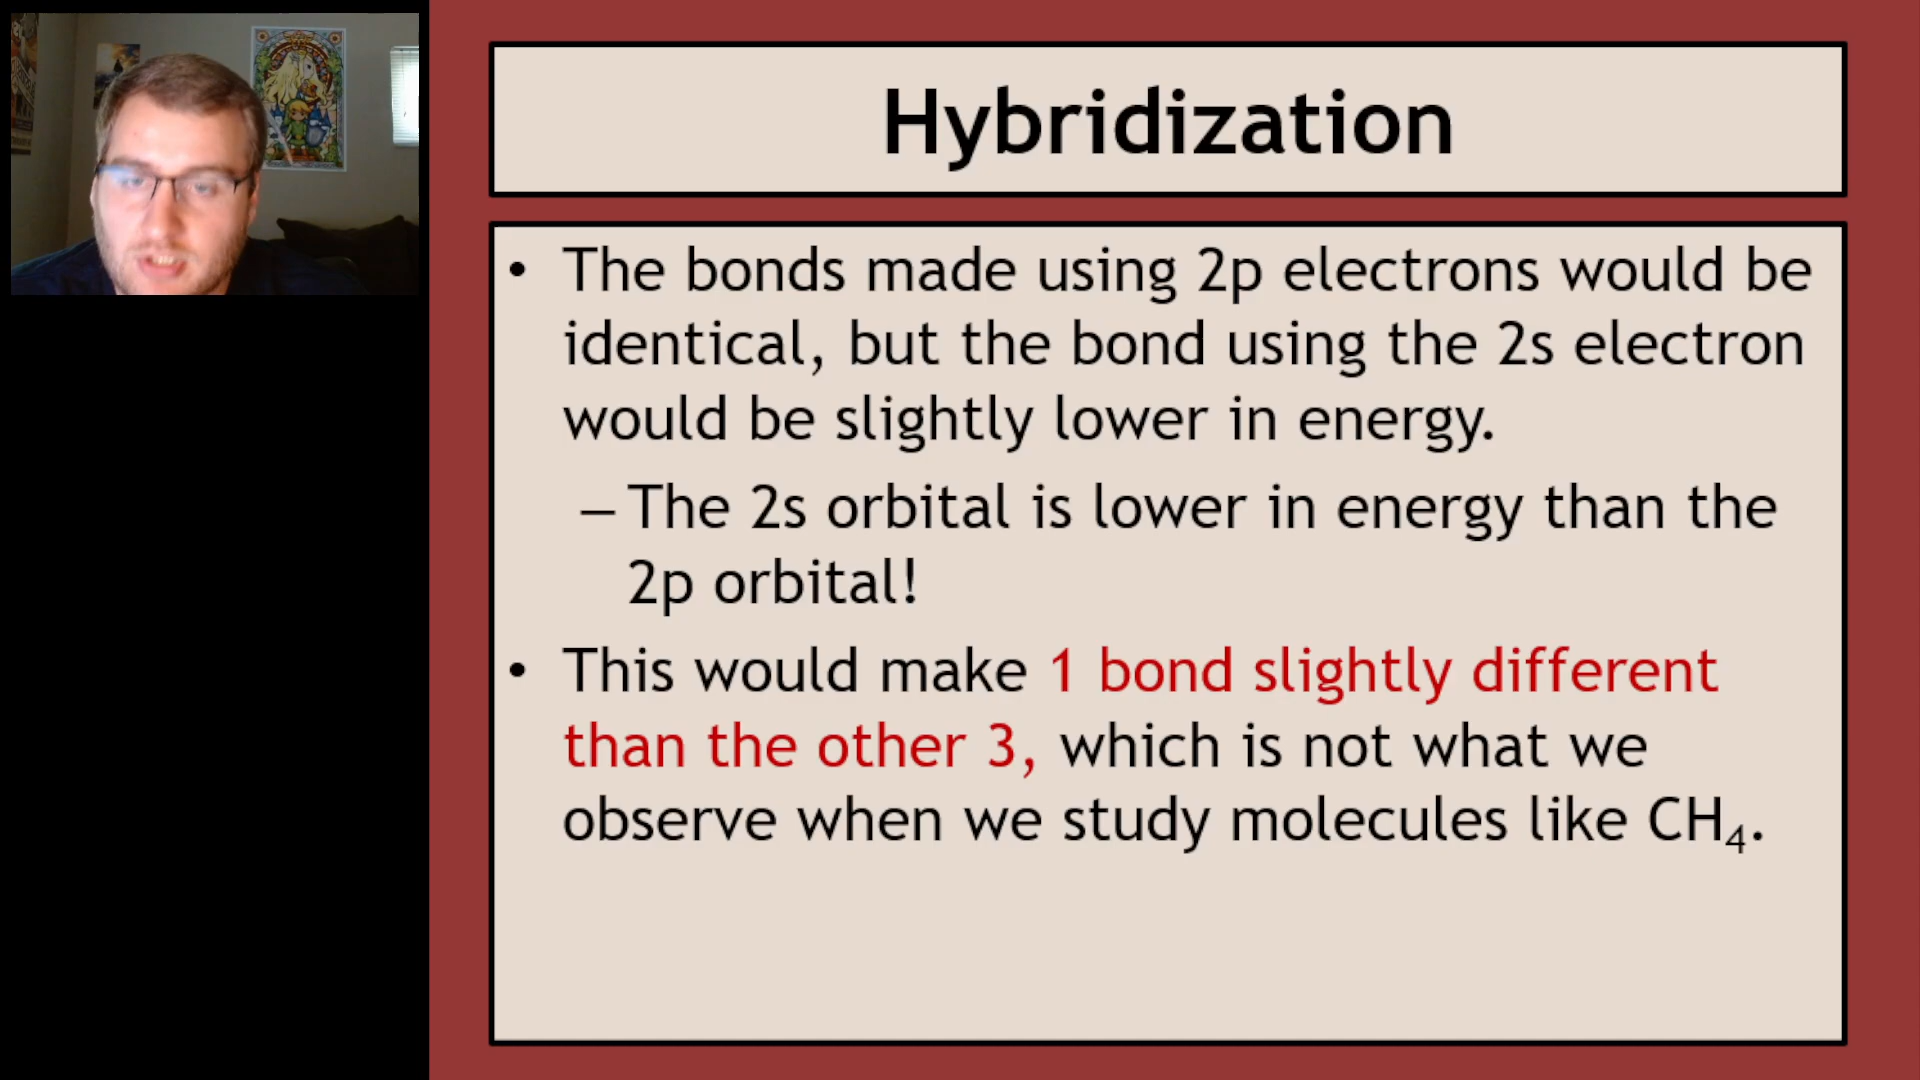 Hybridization
• The bonds made using 2p electrons would be
identical, but the bond using the 2s electron
would be slightly lower in energy.
– The 2s orbital is lower in energy than the
2p orbital!
• This would make 1 bond slightly different
than the other 3, which is not what we
observe when we study molecules like CH₄.